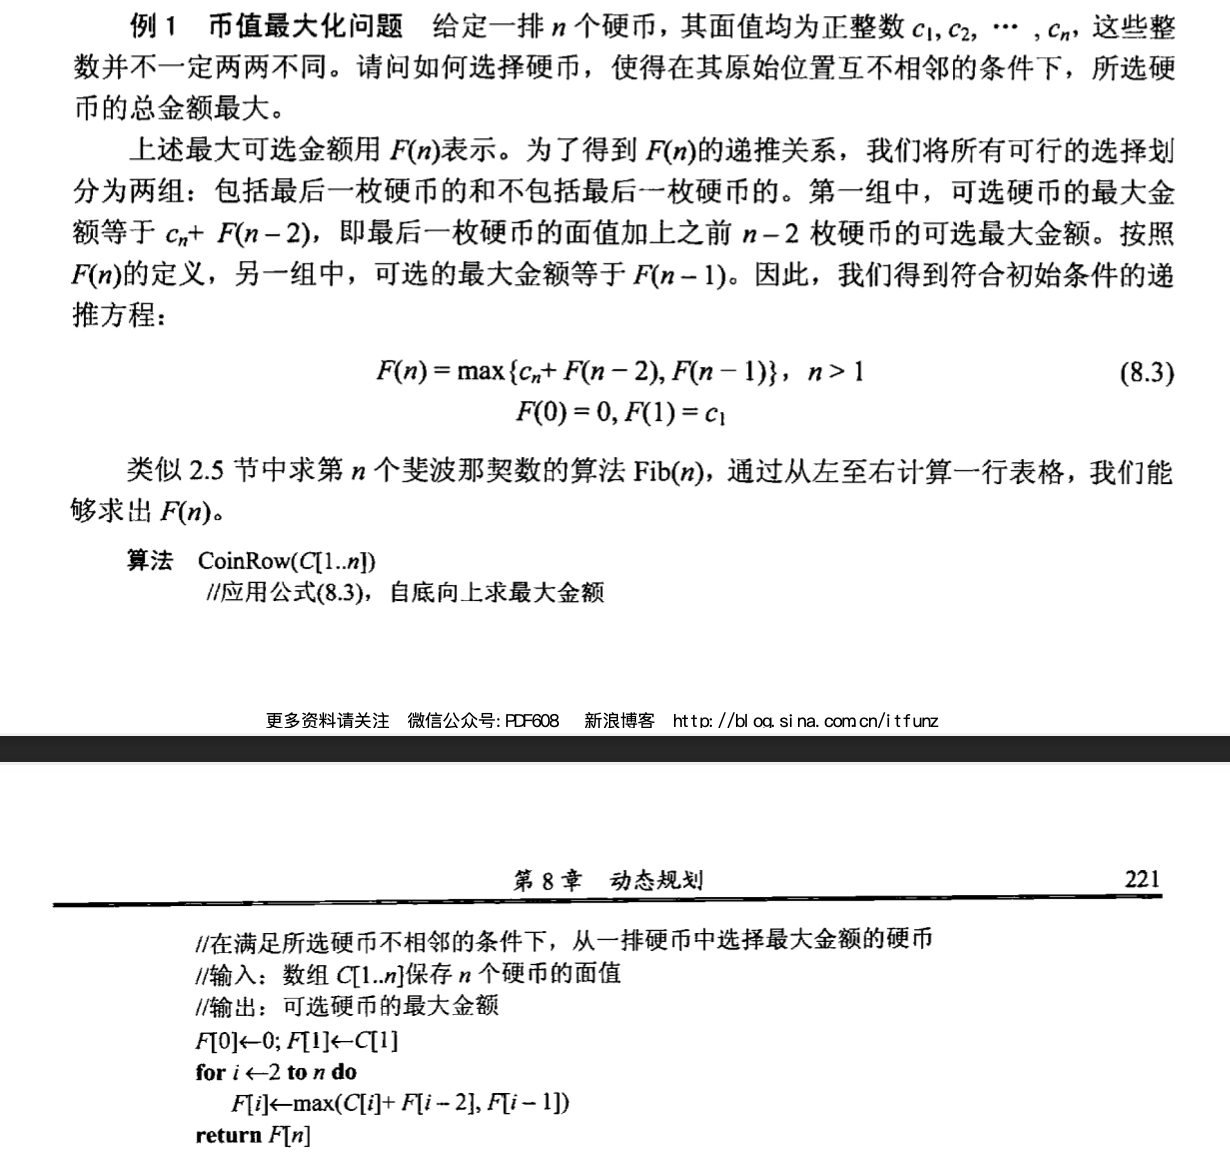 例 1 币值最大化问题 给定一排 n 个硬币，其面值均为正整数 c₁, c₂, ⋯ , cₙ，这些整
数并不一定两两不同。请问如何选择硬币，使得在其原始位置互不相邻的条件下，所选硬
币的总金额最大。
上述最大可选金额用 F(n)表示。为了得到 F(n)的递推关系，我们将所有可行的选择划
分为两组：包括最后一枚硬币的和不包括最后一枚硬币的。第一组中，可选硬币的最大金
额等于 cₙ+ F(n – 2)，即最后一枚硬币的面值加上之前 n – 2 枚硬币的可选最大金额。按照
F(n)的定义，另一组中，可选的最大金额等于 F(n – 1)。因此，我们得到符合初始条件的递
推方程：
F(n) = max{cₙ+ F(n – 2), F(n – 1)}，n > 1 (8.3)
F(0) = 0, F(1) = c₁
类似 2.5 节中求第 n 个斐波那契数的算法 Fib(n)，通过从左至右计算一行表格，我们能
够求出 F(n)。
算法 CoinRow(C[1..n])
//应用公式(8.3)，自底向上求最大金额
更多资料请关注 微信公众号:PDF608 新浪博客 http://blog.sina.com.cn/itfunz
第 8 章 动态规划 221
//在满足所选硬币不相邻的条件下，从一排硬币中选择最大金额的硬币
//输入：数组 C[1..n]保存 n 个硬币的面值
//输出：可选硬币的最大金额
F[0]←0; F[1]←C[1]
for i ←2 to n do
F[i]←max(C[i]+ F[i – 2], F[i – 1])
return F[n]